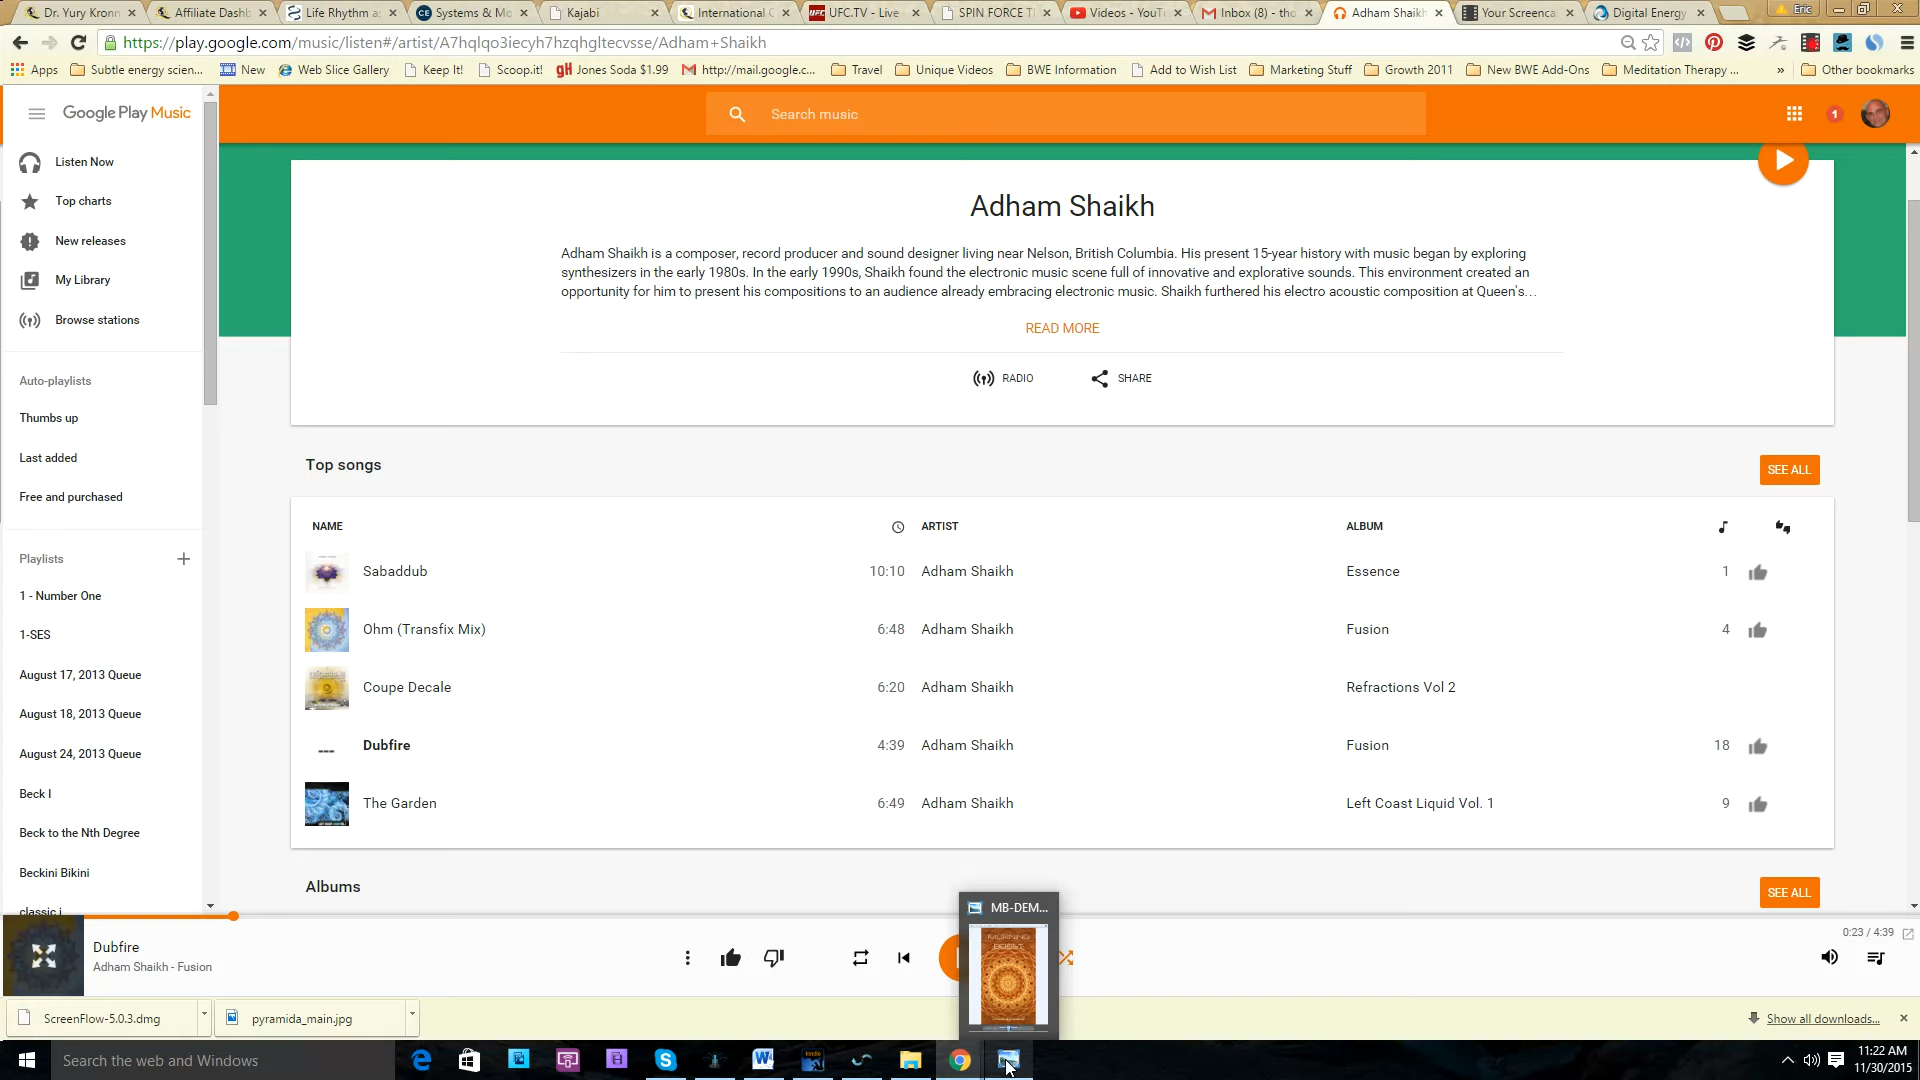 Dr. Yury Kronn
Affiliate Dashb
Life Rhythm a
Systems & Mo
Kajabi
International C
UFC.TV - Live
SPIN FORCE T
Videos - YouTu
Inbox (8) - tho
Adham Shaikh
Your Screenca
Digital Energy
Eric
https://play.google.com/music/listen#/artist/A7hqlqo3iecyh7hzqhgltecvsse/Adham+Shaikh
Apps
Subtle energy scien...
New
Web Slice Gallery
Keep It!
Scoop.it!
gH Jones Soda $1.99
http://mail.google.c...
Travel
Unique Videos
BWE Information
Add to Wish List
Marketing Stuff
Growth 2011
New BWE Add-Ons
Meditation Therapy ...
»
Other bookmarks
Google Play Music
Search music
1
Listen Now
Top charts
New releases
My Library
Browse stations
Auto-playlists
Thumbs up
Last added
Free and purchased
Playlists
1 - Number One
1-SES
August 17, 2013 Queue
August 18, 2013 Queue
August 24, 2013 Queue
Beck I
Beck to the Nth Degree
Beckini Bikini
classic i
Adham Shaikh
Adham Shaikh is a composer, record producer and sound designer living near Nelson, British Columbia. His present 15-year history with music began by exploring
synthesizers in the early 1980s. In the early 1990s, Shaikh found the electronic music scene full of innovative and explorative sounds. This environment created an
opportunity for him to present his compositions to an audience already embracing electronic music. Shaikh furthered his electro acoustic composition at Queen's...
READ MORE
RADIO
SHARE
Top songs
SEE ALL
NAME ARTIST ALBUM
Sabaddub 10:10 Adham Shaikh Essence 1
Ohm (Transfix Mix) 6:48 Adham Shaikh Fusion 4
Coupe Decale 6:20 Adham Shaikh Refractions Vol 2
Dubfire 4:39 Adham Shaikh Fusion 18
The Garden 6:49 Adham Shaikh Left Coast Liquid Vol. 1 9
Albums
SEE ALL
MB-DEM...
MORNING
BOOST
Dubfire
Adham Shaikh - Fusion
0:23 / 4:39
ScreenFlow-5.0.3.dmg
pyramida_main.jpg
Show all downloads...
Search the web and Windows
kindle
11:22 AM
11/30/2015